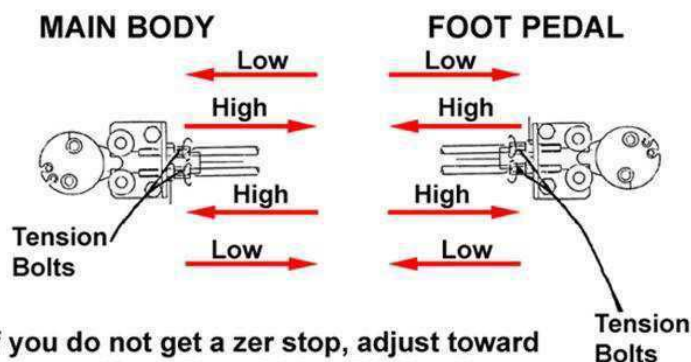 MAIN BODY
FOOT PEDAL
Low
Low
High
High
High
High
Low
Low
Tension
Bolts
Tension
Bolts
you do not get a zer stop, adjust toward